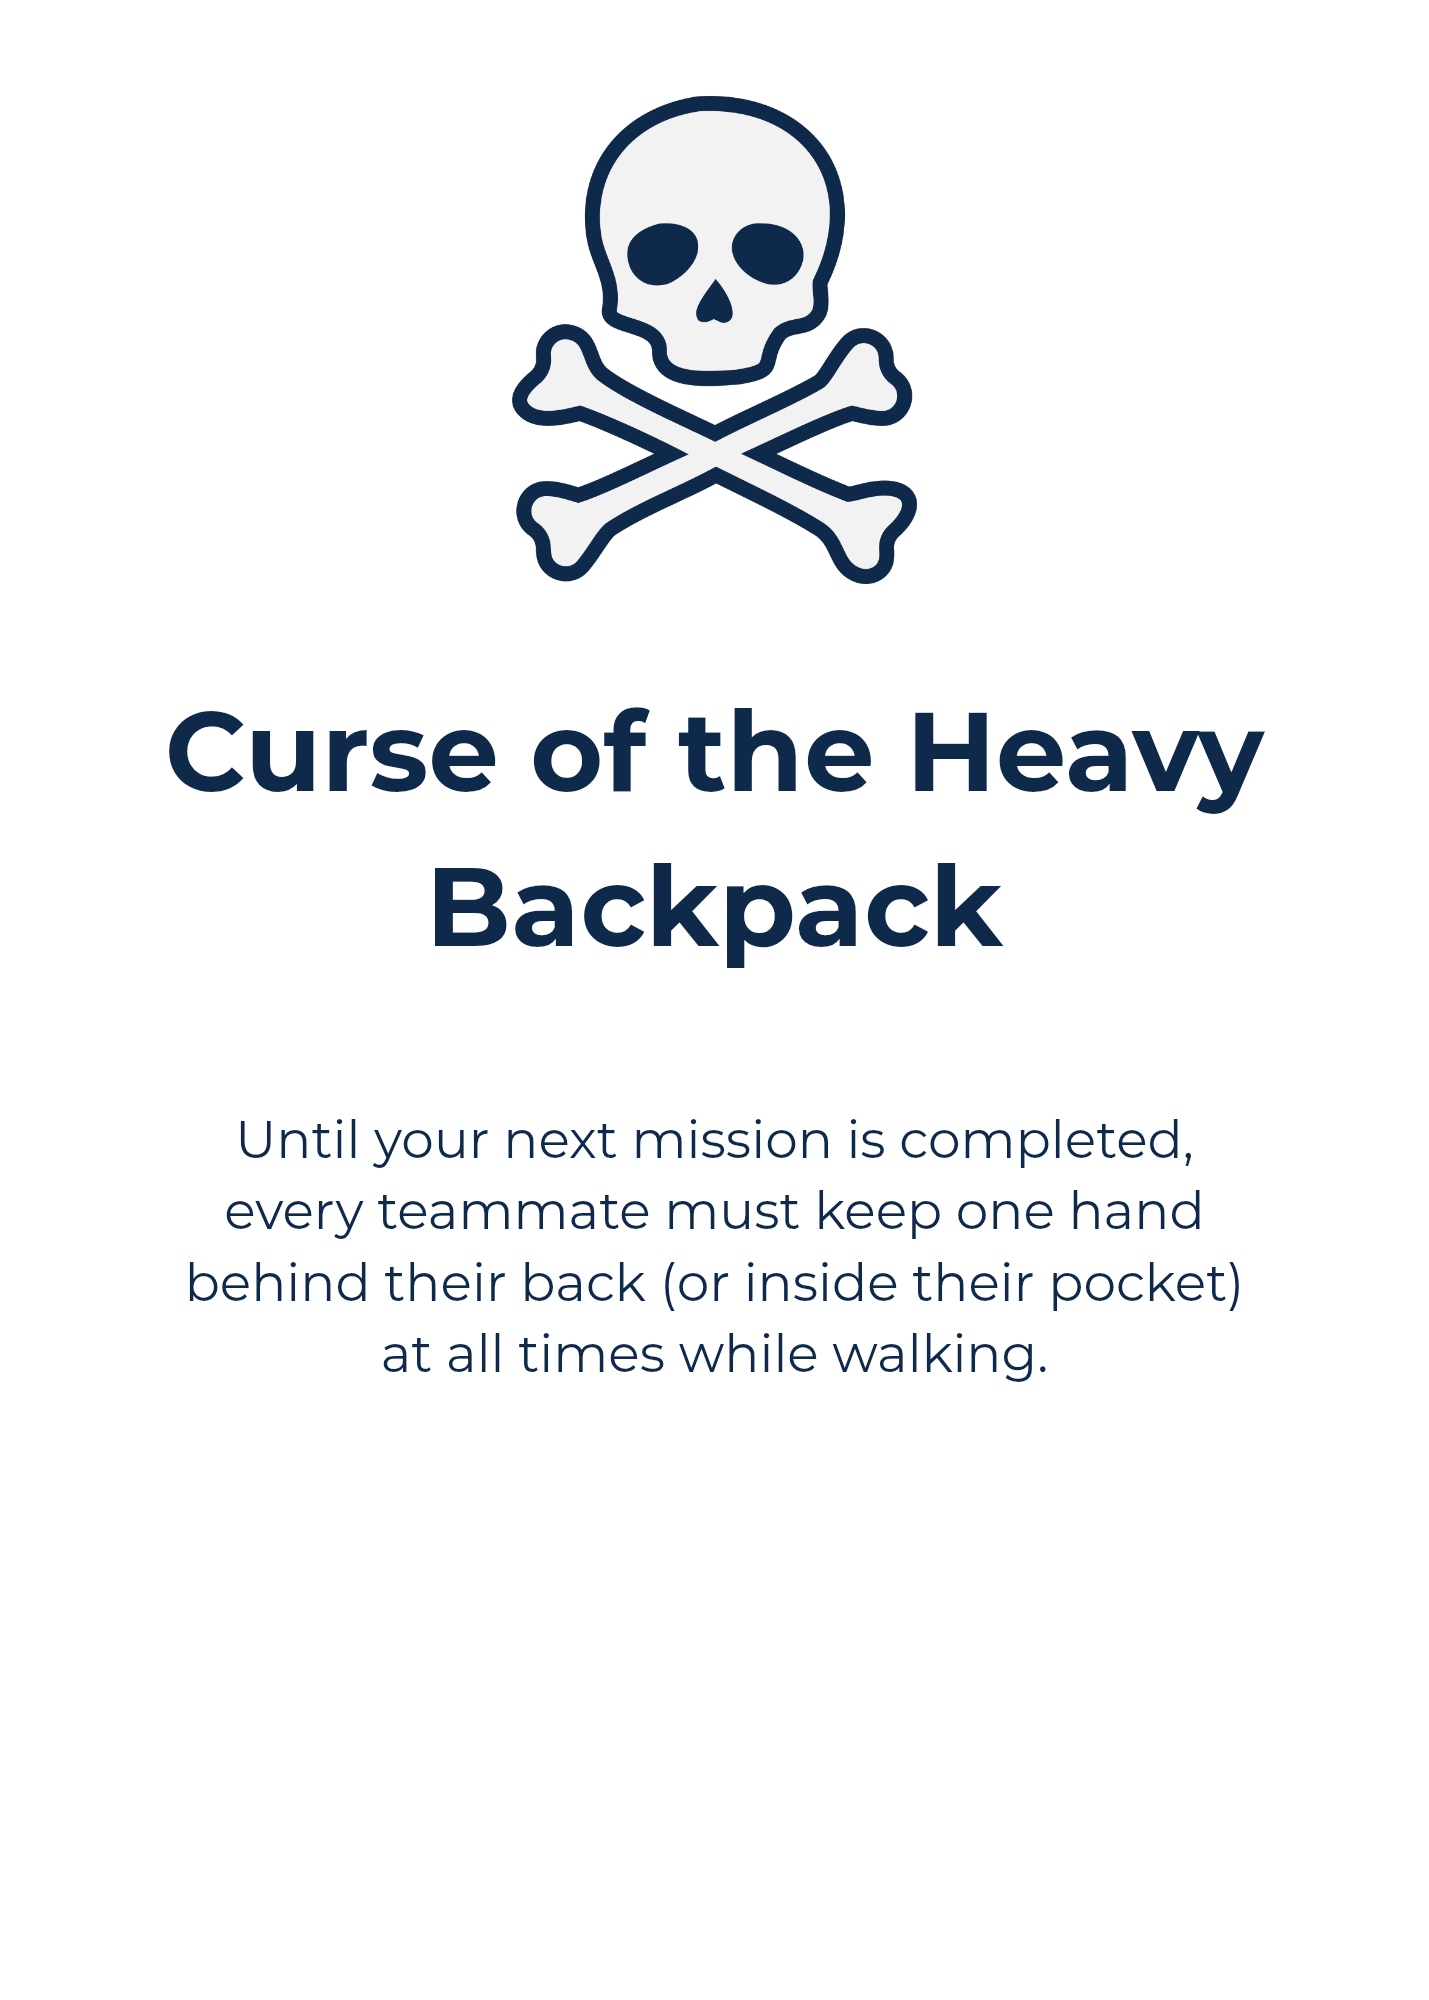 Curse of the Heavy
Backpack
Until your next mission is completed,
every teammate must keep one hand
behind their back (or inside their pocket)
at all times while walking.